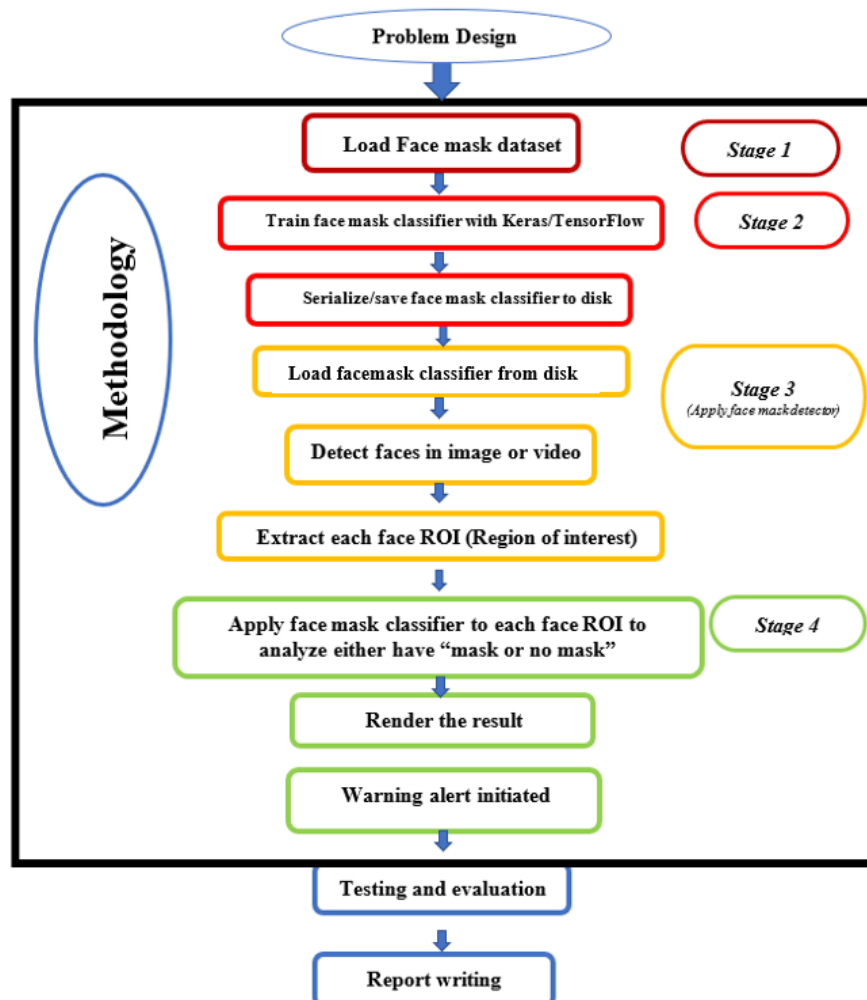 Problem Design
Load Face mask dataset
Stage 1
Train face mask classifier with Keras/TensorFlow
Stage 2
Methodology
Serialize/save face mask classifier to disk
Load facemask classifier from disk
Stage 3
(Apply face mask detector)
Detect faces in image or video
Extract each face ROI (Region of interest)
Apply face mask classifier to each face ROI to
analyze either have “mask or no mask”
Stage 4
Render the result
Warning alert initiated
Testing and evaluation
Report writing